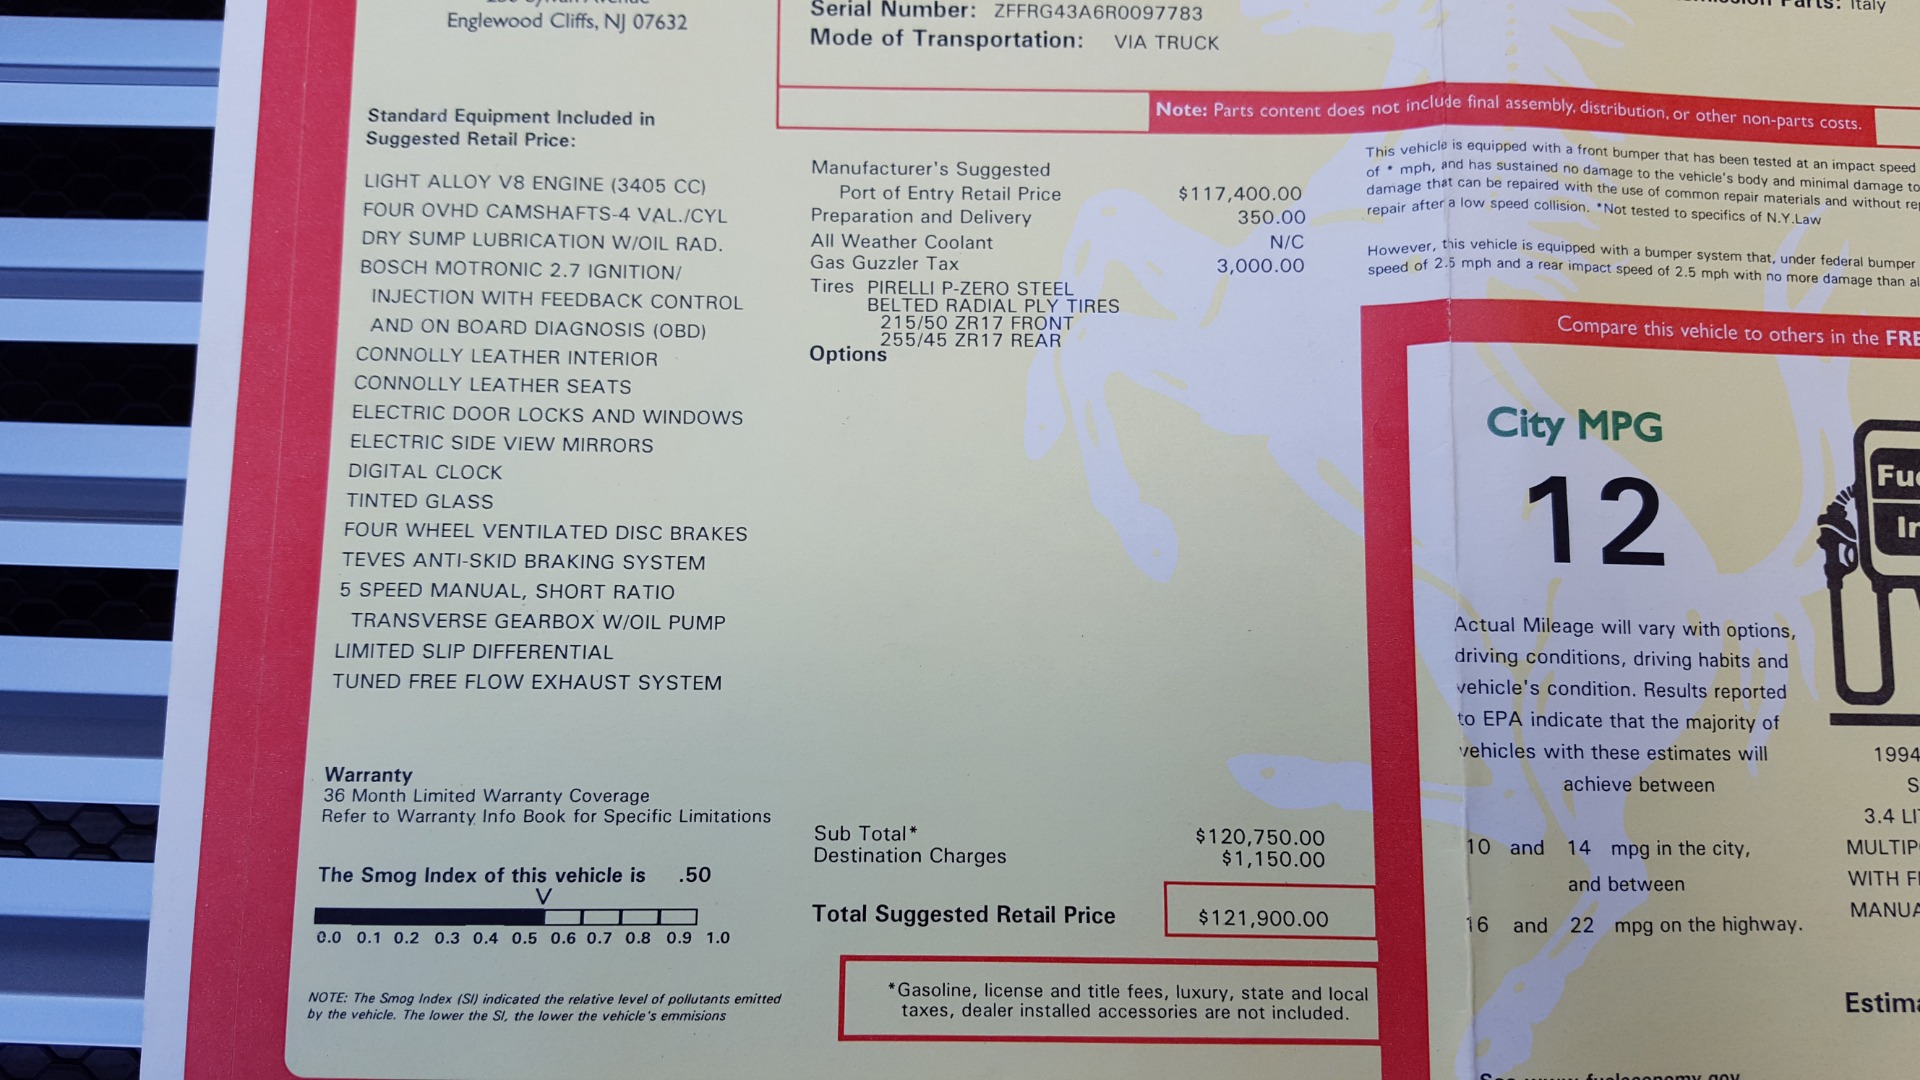 Englewood Cliffs, NJ 07632
Serial Number: ZFFRG43A6R0097783
Mode of Transportation: VIA TRUCK
Parts: Italy
Note: Parts content does not include final assembly, distribution, or other non-parts costs.
Standard Equipment Included in
Suggested Retail Price:
LIGHT ALLOY V8 ENGINE (3405 CC)
FOUR OVHD CAMSHAFTS-4 VAL./CYL
DRY SUMP LUBRICATION W/OIL RAD.
BOSCH MOTRONIC 2.7 IGNITION/
INJECTION WITH FEEDBACK CONTROL
AND ON BOARD DIAGNOSIS (OBD)
CONNOLLY LEATHER INTERIOR
CONNOLLY LEATHER SEATS
ELECTRIC DOOR LOCKS AND WINDOWS
ELECTRIC SIDE VIEW MIRRORS
DIGITAL CLOCK
TINTED GLASS
FOUR WHEEL VENTILATED DISC BRAKES
TEVES ANTI-SKID BRAKING SYSTEM
5 SPEED MANUAL, SHORT RATIO
TRANSVERSE GEARBOX W/OIL PUMP
LIMITED SLIP DIFFERENTIAL
TUNED FREE FLOW EXHAUST SYSTEM
Warranty
36 Month Limited Warranty Coverage
Refer to Warranty Info Book for Specific Limitations
The Smog Index of this vehicle is .50
V
0.0 0.1 0.2 0.3 0.4 0.5 0.6 0.7 0.8 0.9 1.0
NOTE: The Smog Index (SI) indicated the relative level of pollutants emitted
by the vehicle. The lower the SI, the lower the vehicle's emmisions
Manufacturer's Suggested
Port of Entry Retail Price $117,400.00
Preparation and Delivery 350.00
All Weather Coolant N/C
Gas Guzzler Tax 3,000.00
Tires PIRELLI P-ZERO STEEL
BELTED RADIAL PLY TIRES
215/50 ZR17 FRONT
255/45 ZR17 REAR
Options
Sub Total* $120,750.00
Destination Charges $1,150.00
Total Suggested Retail Price $121,900.00
*Gasoline, license and title fees, luxury, state and local
taxes, dealer installed accessories are not included.
This vehicle is equipped with a front bumper that has been tested at an impact speed
of * mph, and has sustained no damage to the vehicle's body and minimal damage to
damage that can be repaired with the use of common repair materials and without
repair after a low speed collision. *Not tested to specifics of N.Y.Law
However, this vehicle is equipped with a bumper system that, under federal bumper
speed of 2.5 mph and a rear impact speed of 2.5 mph with no more damage than
Compare this vehicle to others in the FRE
City MPG
12
Actual Mileage will vary with options,
driving conditions, driving habits and
vehicle's condition. Results reported
to EPA indicate that the majority of
vehicles with these estimates will
achieve between
10 and 14 mpg in the city,
and between
16 and 22 mpg on the highway.
Fu
In
1994
S
3.4 LI
MULTIP
WITH F
MANUA
Estima